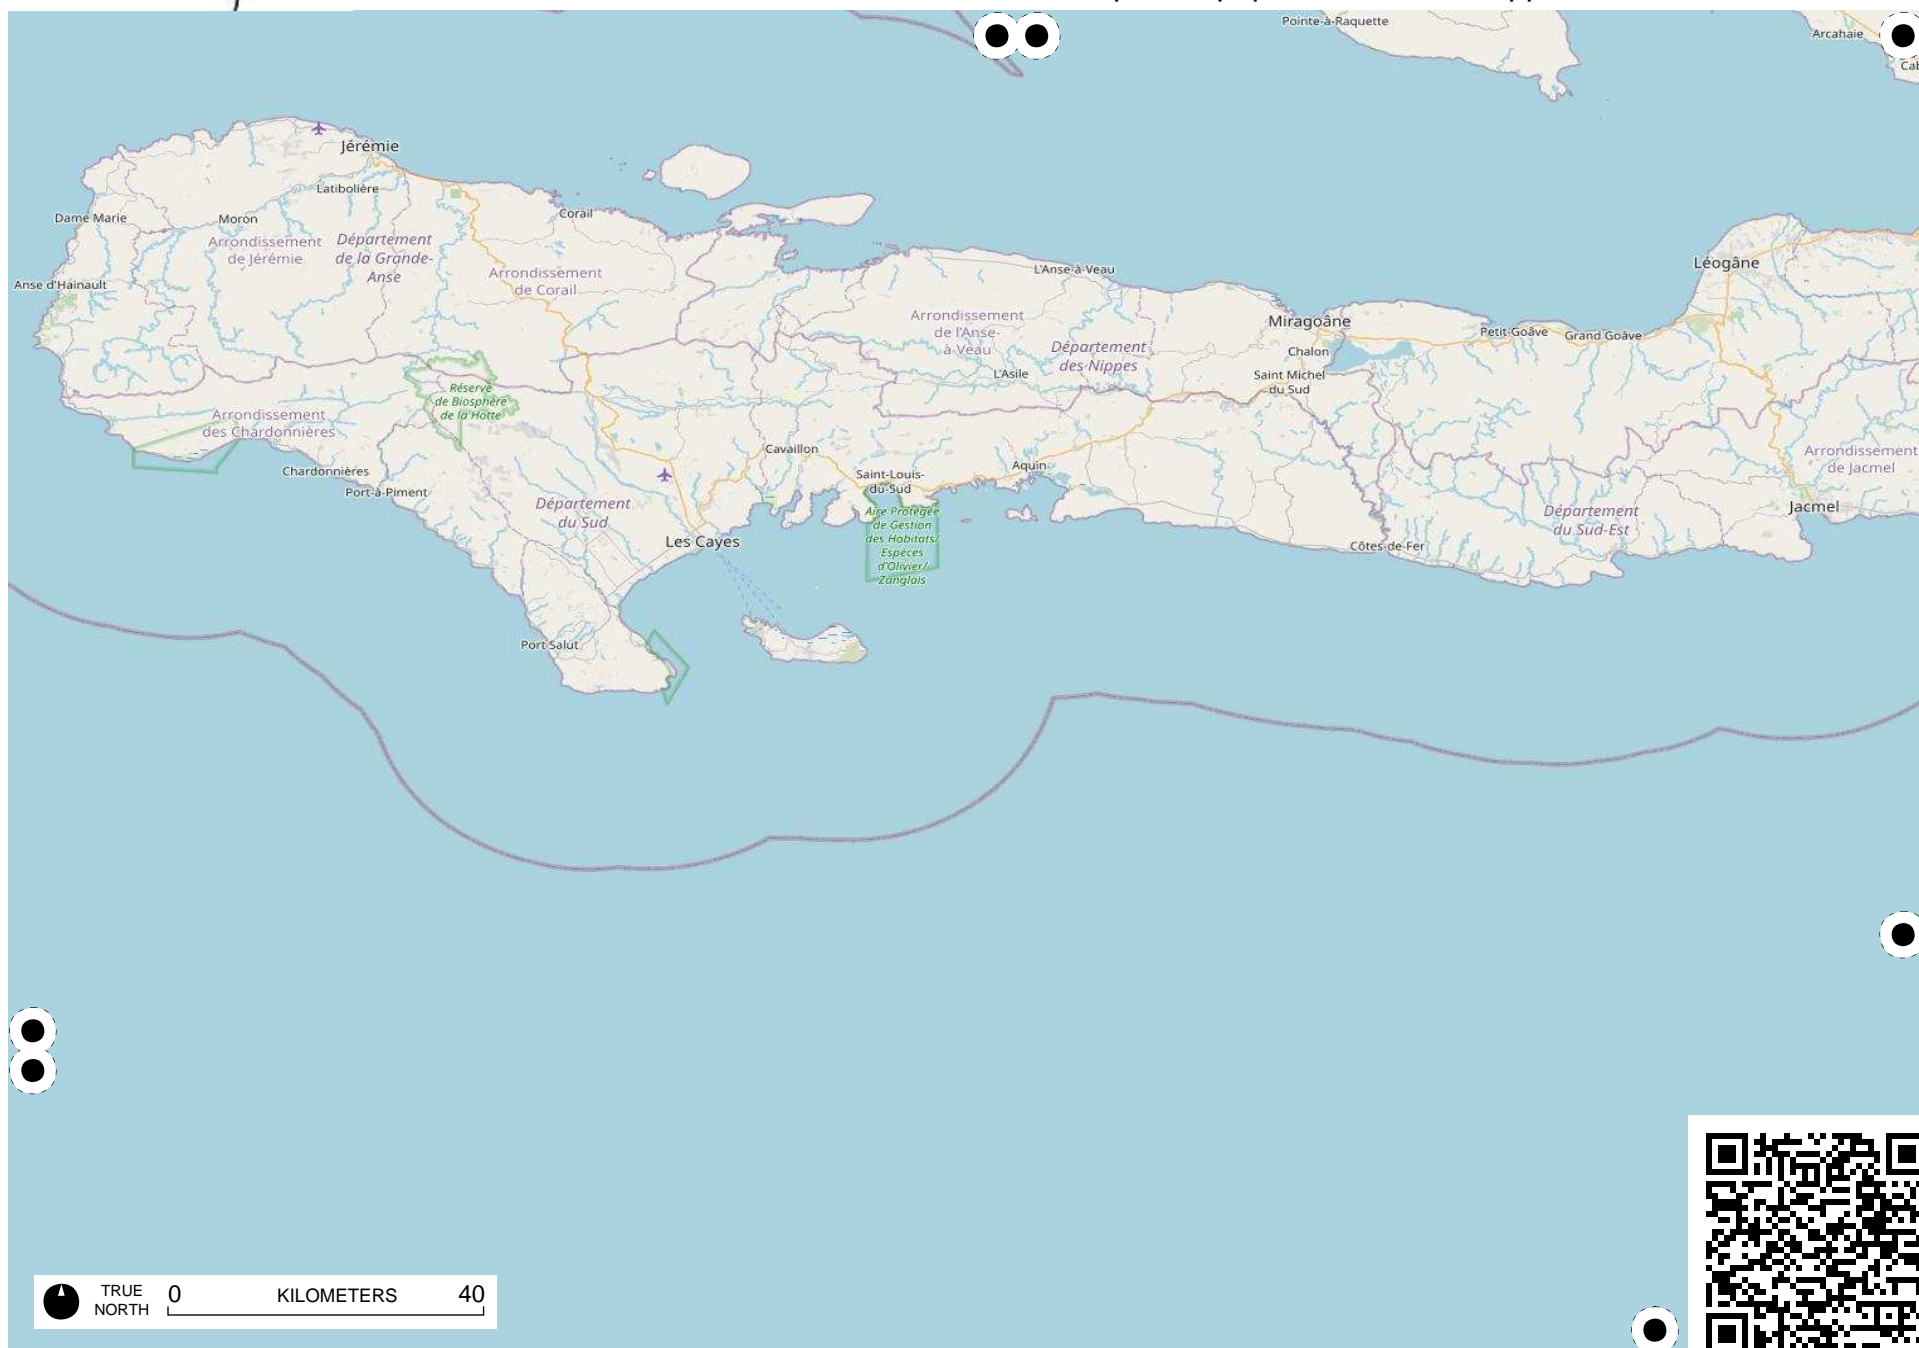 Pointe-à-Raquette
Arcahaie
Jérémie
Latibolière
Corail
Dame Marie
Moron
Arrondissement
de Jérémie
Département
de la Grande-
Anse
Arrondissement
de Corail
Anse d'Hainault
L'Anse-à-Veau
Léogâne
Arrondissement
de l'Anse-
à-Veau
Miragoâne
Petit-Goâve
Grand Goâve
Chalon
Département
des Nippes
L'Asile
Saint Michel
du Sud
Réserve
de Biosphère
de la Hotte
Arrondissement
des Chardonnières
Cavaillon
Arrondissement
de Jacmel
Chardonnières
Saint-Louis-
du-Sud
Aquin
Port-à-Piment
Département
du Sud
Jacmel
Aire Protégée
de Gestion
des Habitats/
Espèces
d'Olivier/
Zanglais
Département
du Sud-Est
Les Cayes
Côtes-de-Fer
Port Salut
TRUE
NORTH
0 KILOMETERS 40